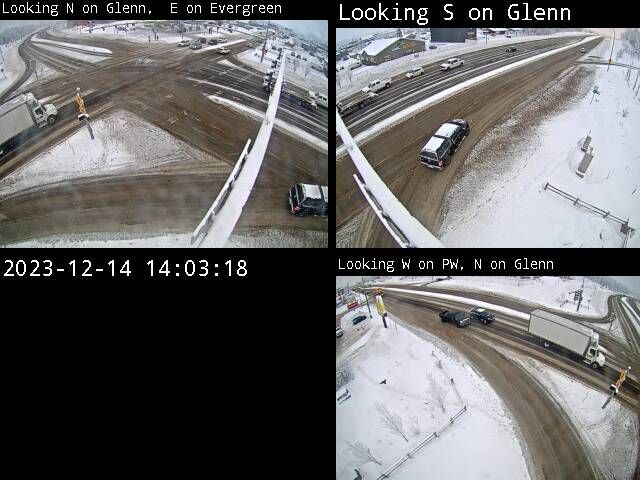 Looking N on Glenn, E on Evergreen
Looking S on Glenn
2023-12-14 14:03:18
Looking W on PW, N on Glenn